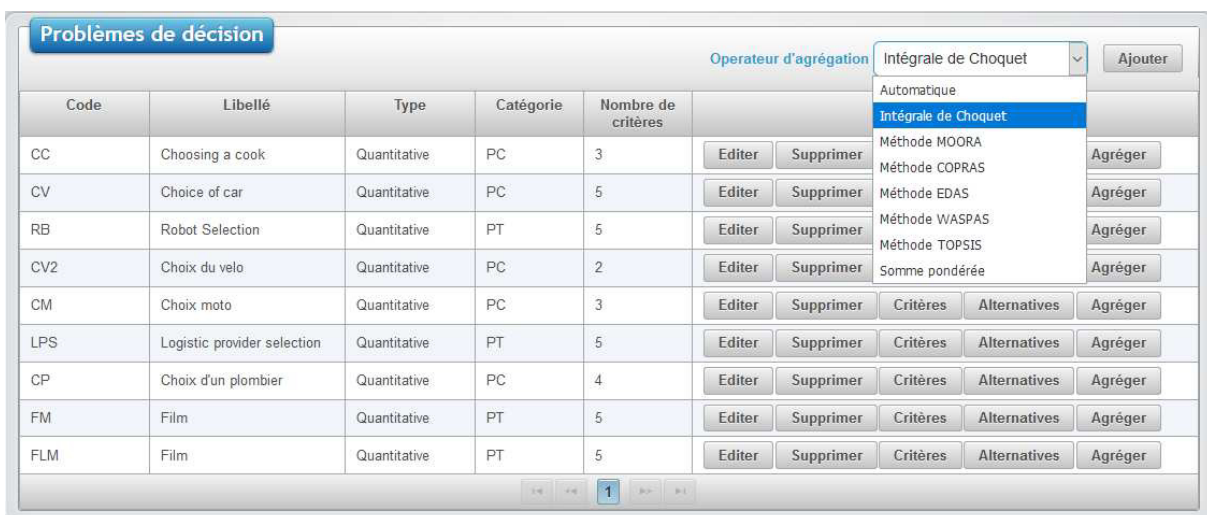 Problèmes de décision
Operateur d'agrégation Intégrale de Choquet Ajouter
Automatique
Intégrale de Choquet
Méthode MOORA
Méthode COPRAS
Méthode EDAS
Méthode WASPAS
Méthode TOPSIS
Somme pondérée
Code Libellé Type Catégorie Nombre de critères
CC Choosing a cook Quantitative PC 3 Editer Supprimer Agréger
CV Choice of car Quantitative PC 5 Editer Supprimer Agréger
RB Robot Selection Quantitative PT 5 Editer Supprimer Agréger
CV2 Choix du velo Quantitative PC 2 Editer Supprimer Agréger
CM Choix moto Quantitative PC 3 Editer Supprimer Critères Alternatives Agréger
LPS Logistic provider selection Quantitative PT 5 Editer Supprimer Critères Alternatives Agréger
CP Choix d'un plombier Quantitative PC 4 Editer Supprimer Critères Alternatives Agréger
FM Film Quantitative PT 5 Editer Supprimer Critères Alternatives Agréger
FLM Film Quantitative PT 5 Editer Supprimer Critères Alternatives Agréger
1